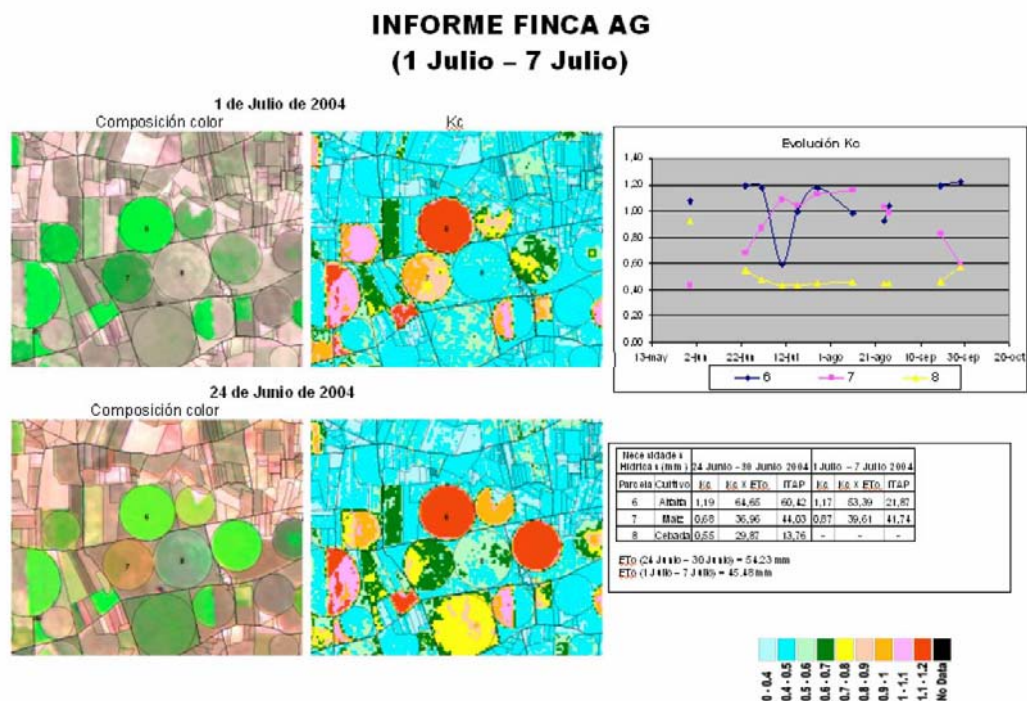 INFORME FINCA AG
(1 Julio – 7 Julio)
1 de Julio de 2004
Composición color
Kc
24 de Junio de 2004
Composición color
Evolución Kc
1,40
1,20
1,00
0,80
0,60
0,40
0,20
0,00
13-may 2-jun 22-jun 12-jul 1-ago 21-ago 10-sep 30-sep 20-oct
6 7 8
Necesidades
Hídricas (mm) 24 Junio - 30 Junio 2004 1 Julio - 7 Julio 2004
Parcela Cultivo Kc Kc x ETo ITAP Kc Kc x ETo ITAP
6 Alfalfa 1,19 64,65 60,42 1,17 53,39 21,87
7 Maíz 0,68 36,96 44,03 0,87 39,61 41,74
8 Cebada 0,55 29,87 13,76 - - -
ETo (24 Junio – 30 Junio) = 54,23 mm
ETo (1 Julio – 7 Julio) = 45,48 mm
0 - 0.4
0.4 - 0.5
0.5 - 0.6
0.6 - 0.7
0.7 - 0.8
0.8 - 0.9
0.9 - 1
1 - 1.1
1.1 - 1.2
No Data